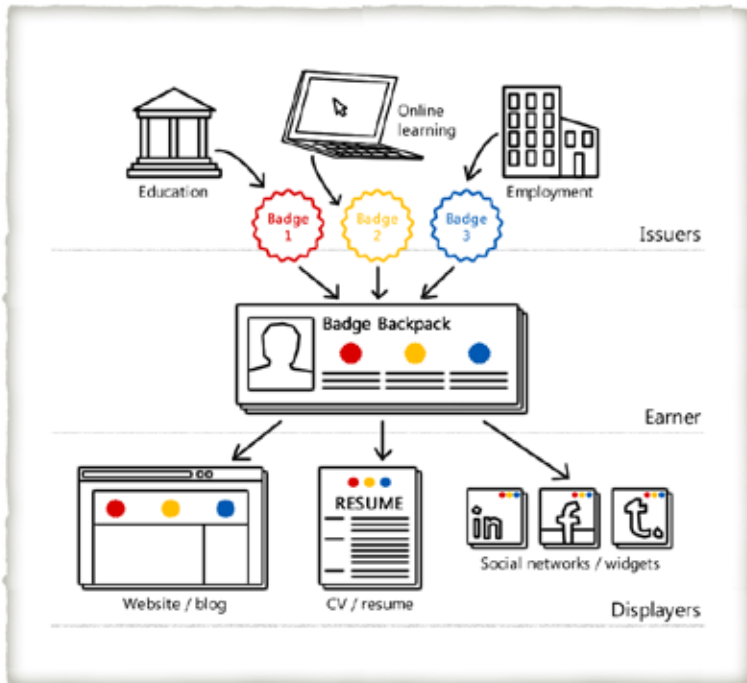 Online
learning
Education
Employment
Badge
1
Badge
2
Badge
3
Issuers
Badge Backpack
Earner
RESUME
in
f
t.
Social networks / widgets
Website / blog
CV / resume
Displayers